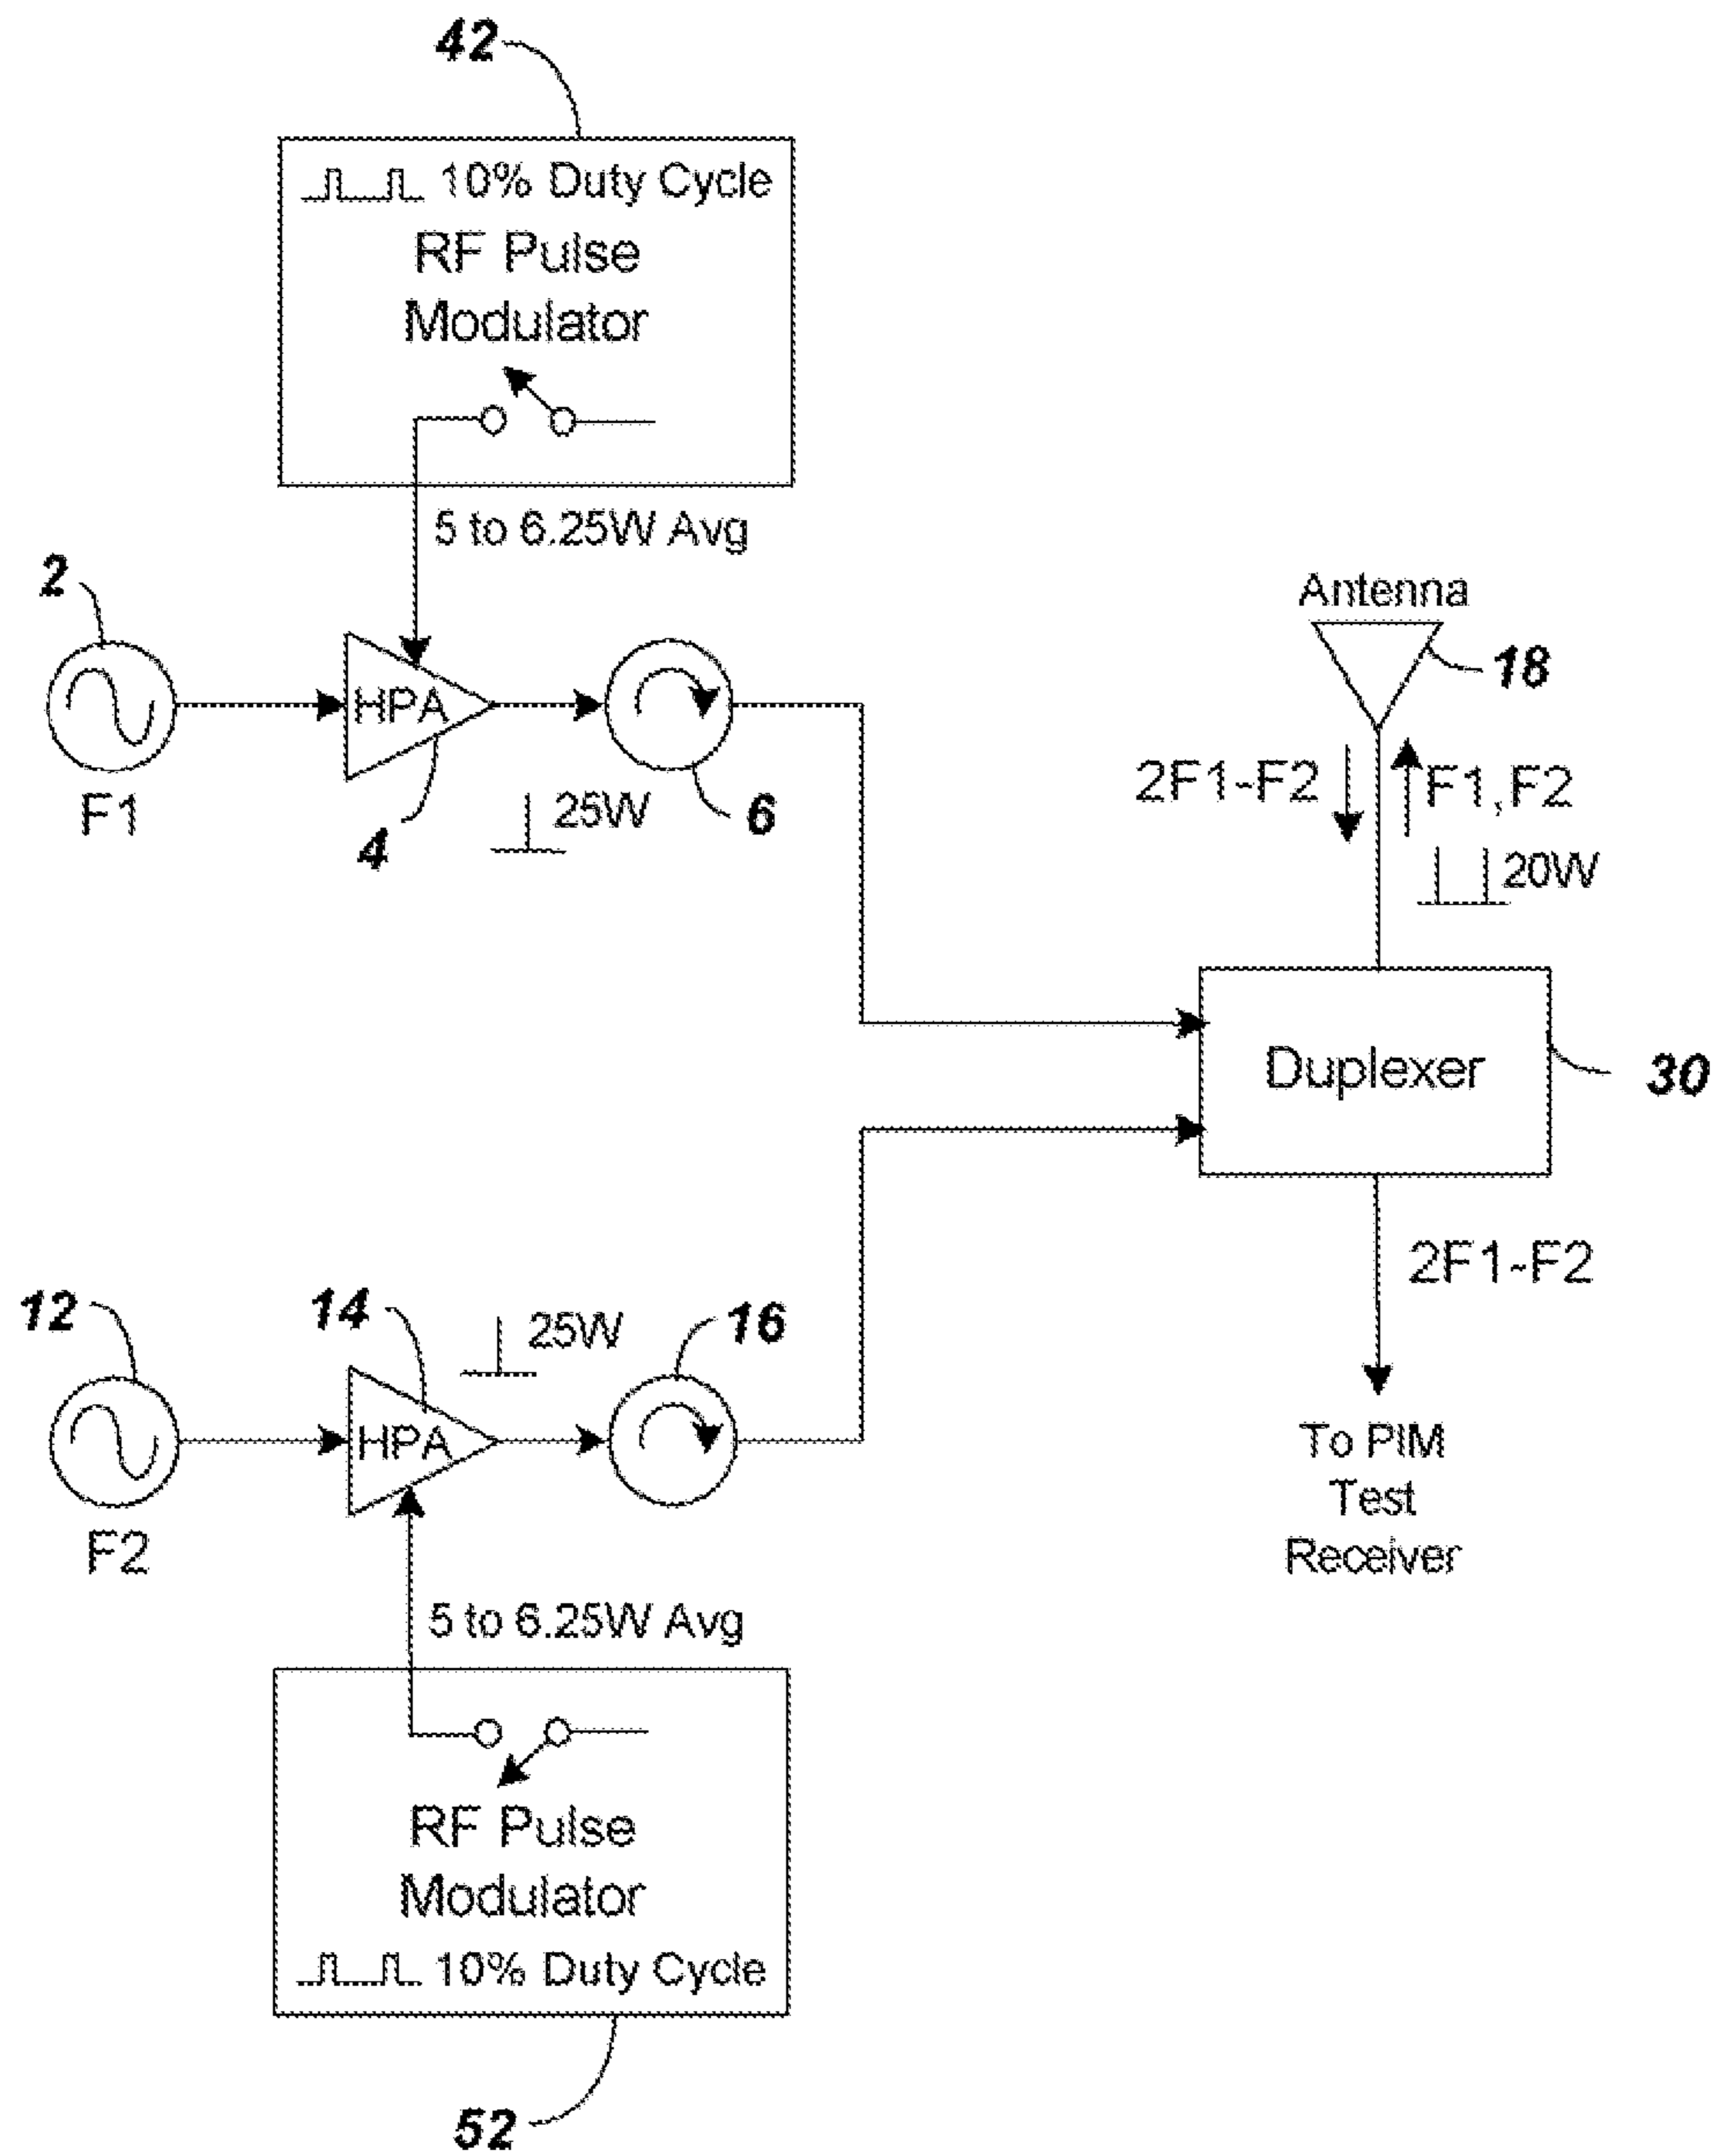 42
10% Duty Cycle
RF Pulse
Modulator
5 to 6.25W Avg
2
HPA
F1
4
25W
6
Antenna
18
2F1-F2
F1,F2
20W
Duplexer
30
2F1-F2
To PIM
Test
Receiver
12
14
25W
16
HPA
F2
5 to 6.25W Avg
RF Pulse
Modulator
10% Duty Cycle
52